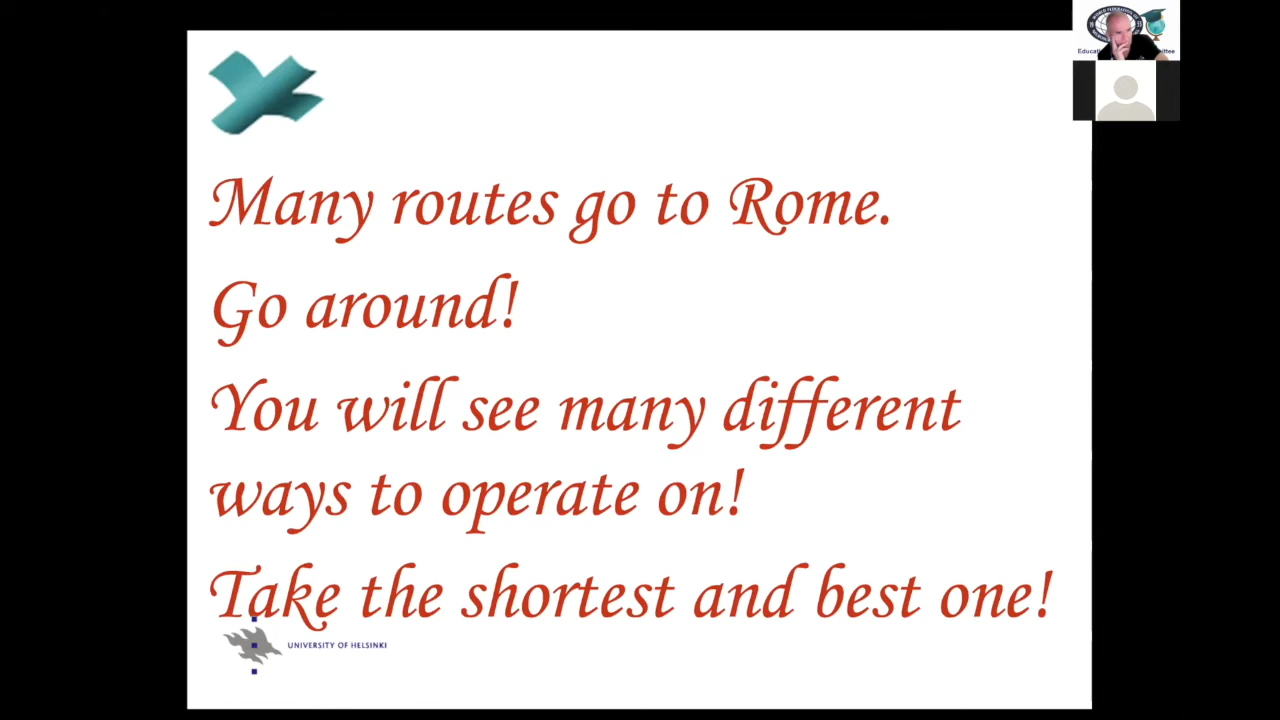 Many routes go to Rome.
Go around!
You will see many different
ways to operate on!
Take the shortest and best one!
UNIVERSITY OF HELSINKI